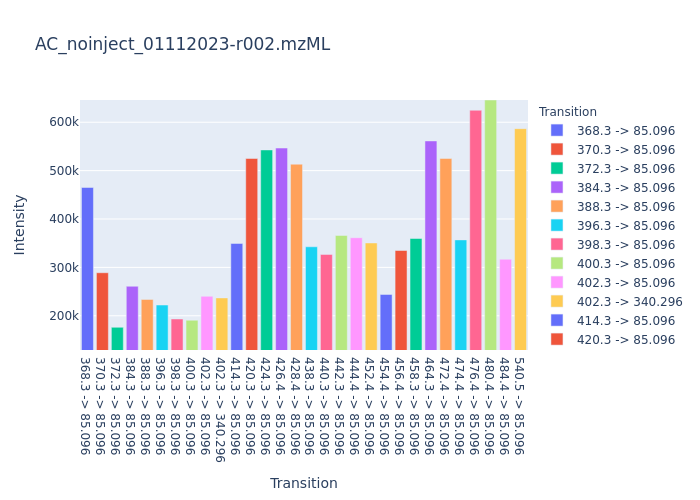 AC_noinject_01112023-r002.mzML
Intensity
600k
500k
400k
300k
200k
368.3 -> 85.096
370.3 -> 85.096
372.3 -> 85.096
384.3 -> 85.096
388.3 -> 85.096
396.3 -> 85.096
398.3 -> 85.096
400.3 -> 85.096
402.3 -> 85.096
402.3 -> 340.296
414.3 -> 85.096
420.3 -> 85.096
424.3 -> 85.096
426.4 -> 85.096
428.4 -> 85.096
438.3 -> 85.096
440.3 -> 85.096
442.3 -> 85.096
444.4 -> 85.096
452.4 -> 85.096
454.4 -> 85.096
456.4 -> 85.096
458.3 -> 85.096
464.3 -> 85.096
472.4 -> 85.096
474.4 -> 85.096
476.4 -> 85.096
480.4 -> 85.096
484.4 -> 85.096
540.5 -> 85.096
Transition
Transition
368.3 -> 85.096
370.3 -> 85.096
372.3 -> 85.096
384.3 -> 85.096
388.3 -> 85.096
396.3 -> 85.096
398.3 -> 85.096
400.3 -> 85.096
402.3 -> 85.096
402.3 -> 340.296
414.3 -> 85.096
420.3 -> 85.096